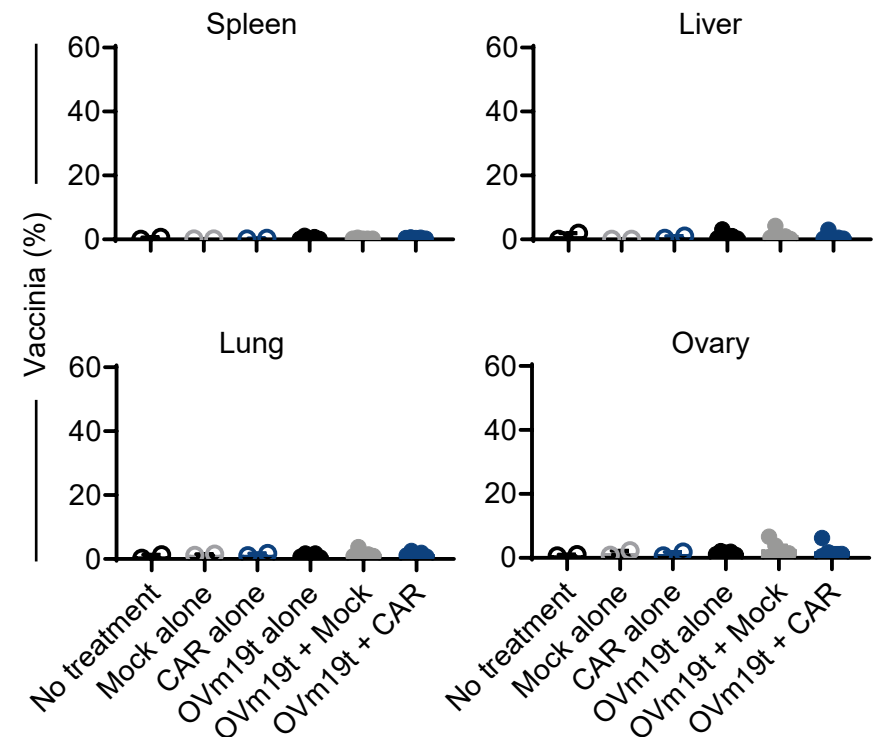 Spleen
Liver
60
40
20
0
60
40
20
0
Vaccinia (%)
Lung
Ovary
60
40
20
0
60
40
20
0
No treatment
Mock alone
CAR alone
OVm19t alone
OVm19t + Mock
OVm19t + CAR
No treatment
Mock alone
CAR alone
OVm19t alone
OVm19t + Mock
OVm19t + CAR